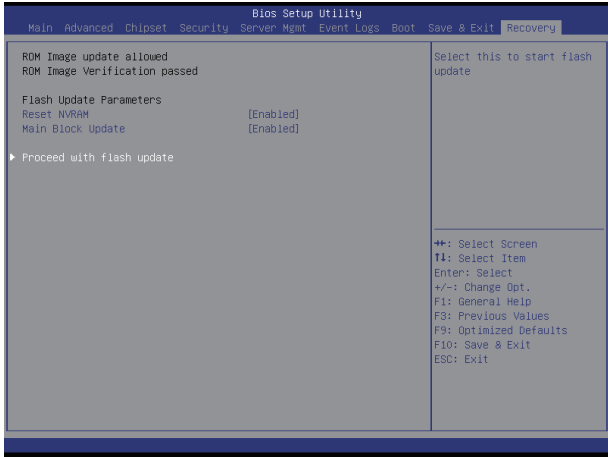 Bios Setup Utility
Main Advanced Chipset Security Server Mgmt Event Logs Boot Save & Exit Recovery
ROM Image update allowed
ROM Image Verification passed
Flash Update Parameters
Reset NVRAM [Enabled]
Main Block Update [Enabled]
Proceed with flash update
Select this to start flash
update
→←: Select Screen
↑↓: Select Item
Enter: Select
+/-: Change Opt.
F1: General Help
F3: Previous Values
F9: Optimized Defaults
F10: Save & Exit
ESC: Exit